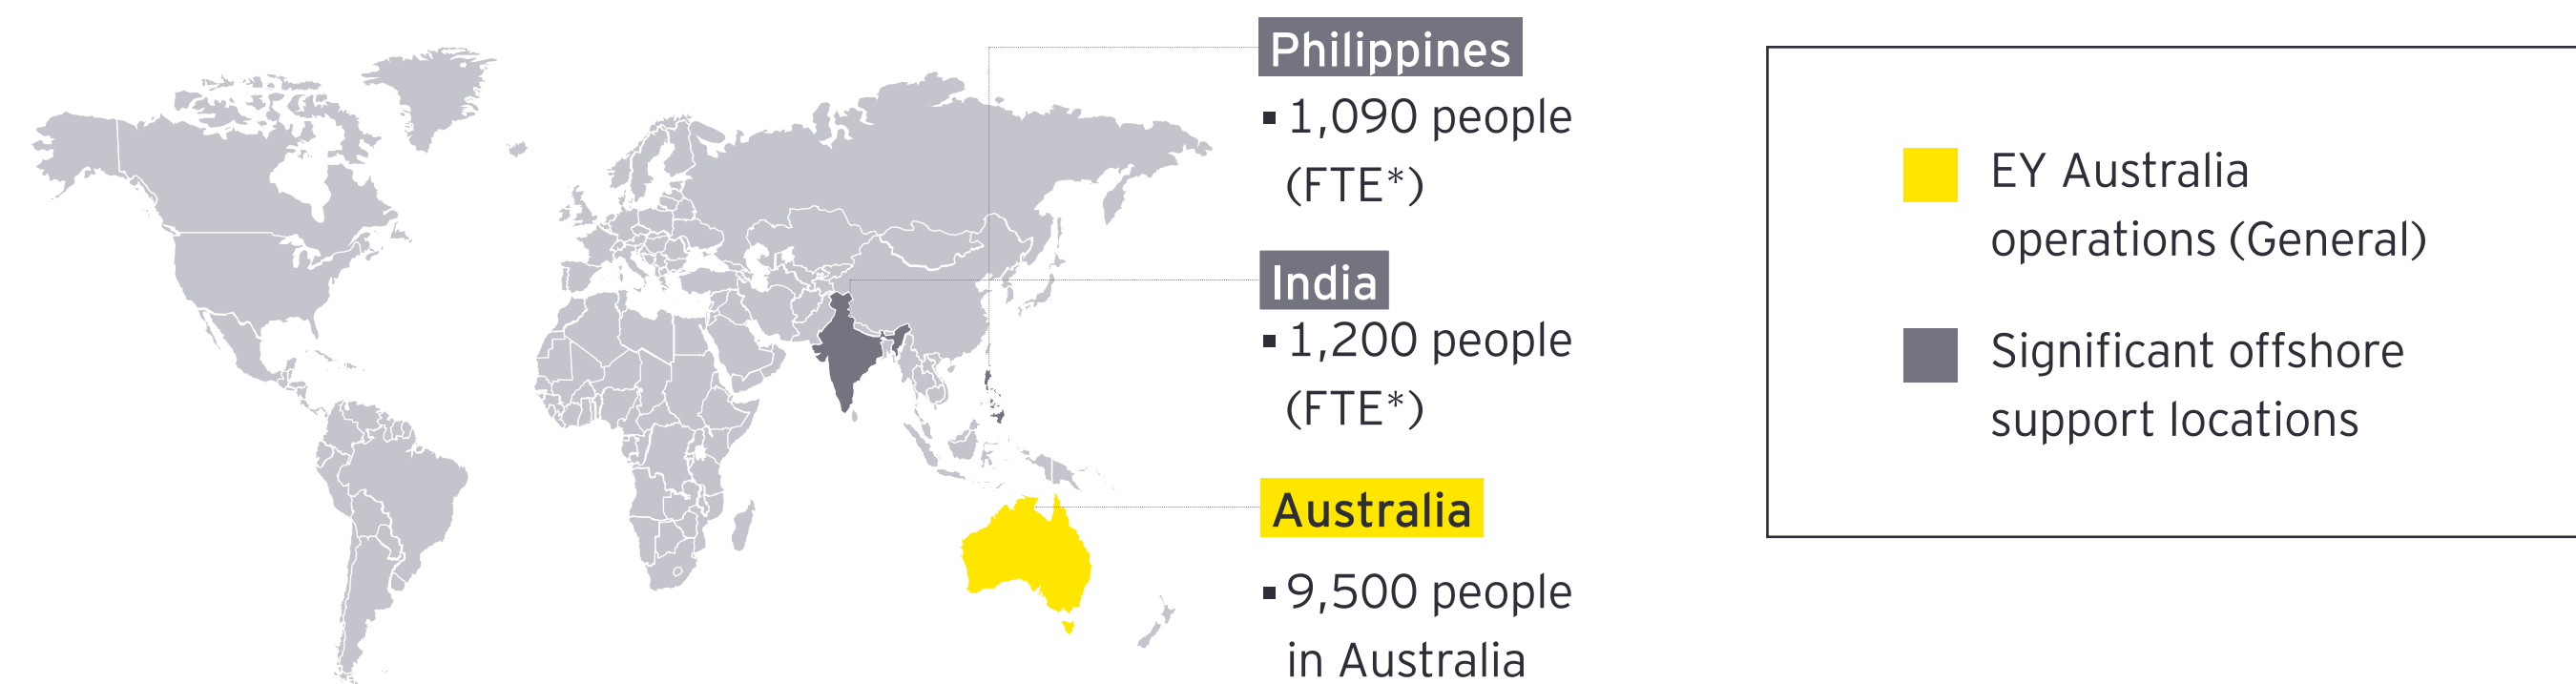 Philippines
▪ 1,090 people
(FTE*)
India
▪ 1,200 people
(FTE*)
Australia
▪ 9,500 people
in Australia
EY Australia
operations (General)
Significant offshore
support locations